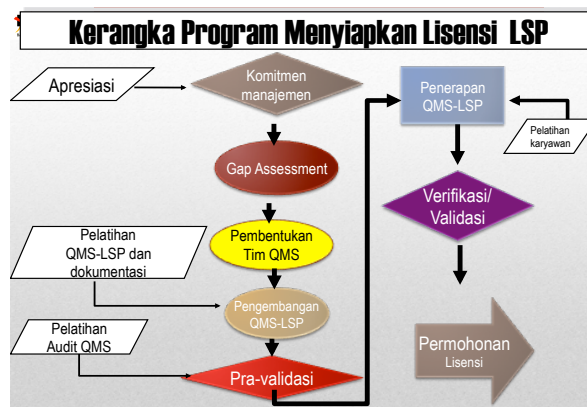 Kerangka Program Menyiapkan Lisensi LSP
Apresiasi
Komitmen
manajemen
Gap Assessment
Pembentukan
Tim QMS
Pelatihan
QMS-LSP dan
dokumentasi
Pengembangan
QMS-LSP
Pelatihan
Audit QMS
Pra-validasi
Penerapan
QMS-LSP
Pelatihan
karyawan
Verifikasi/
Validasi
Permohonan
Lisensi